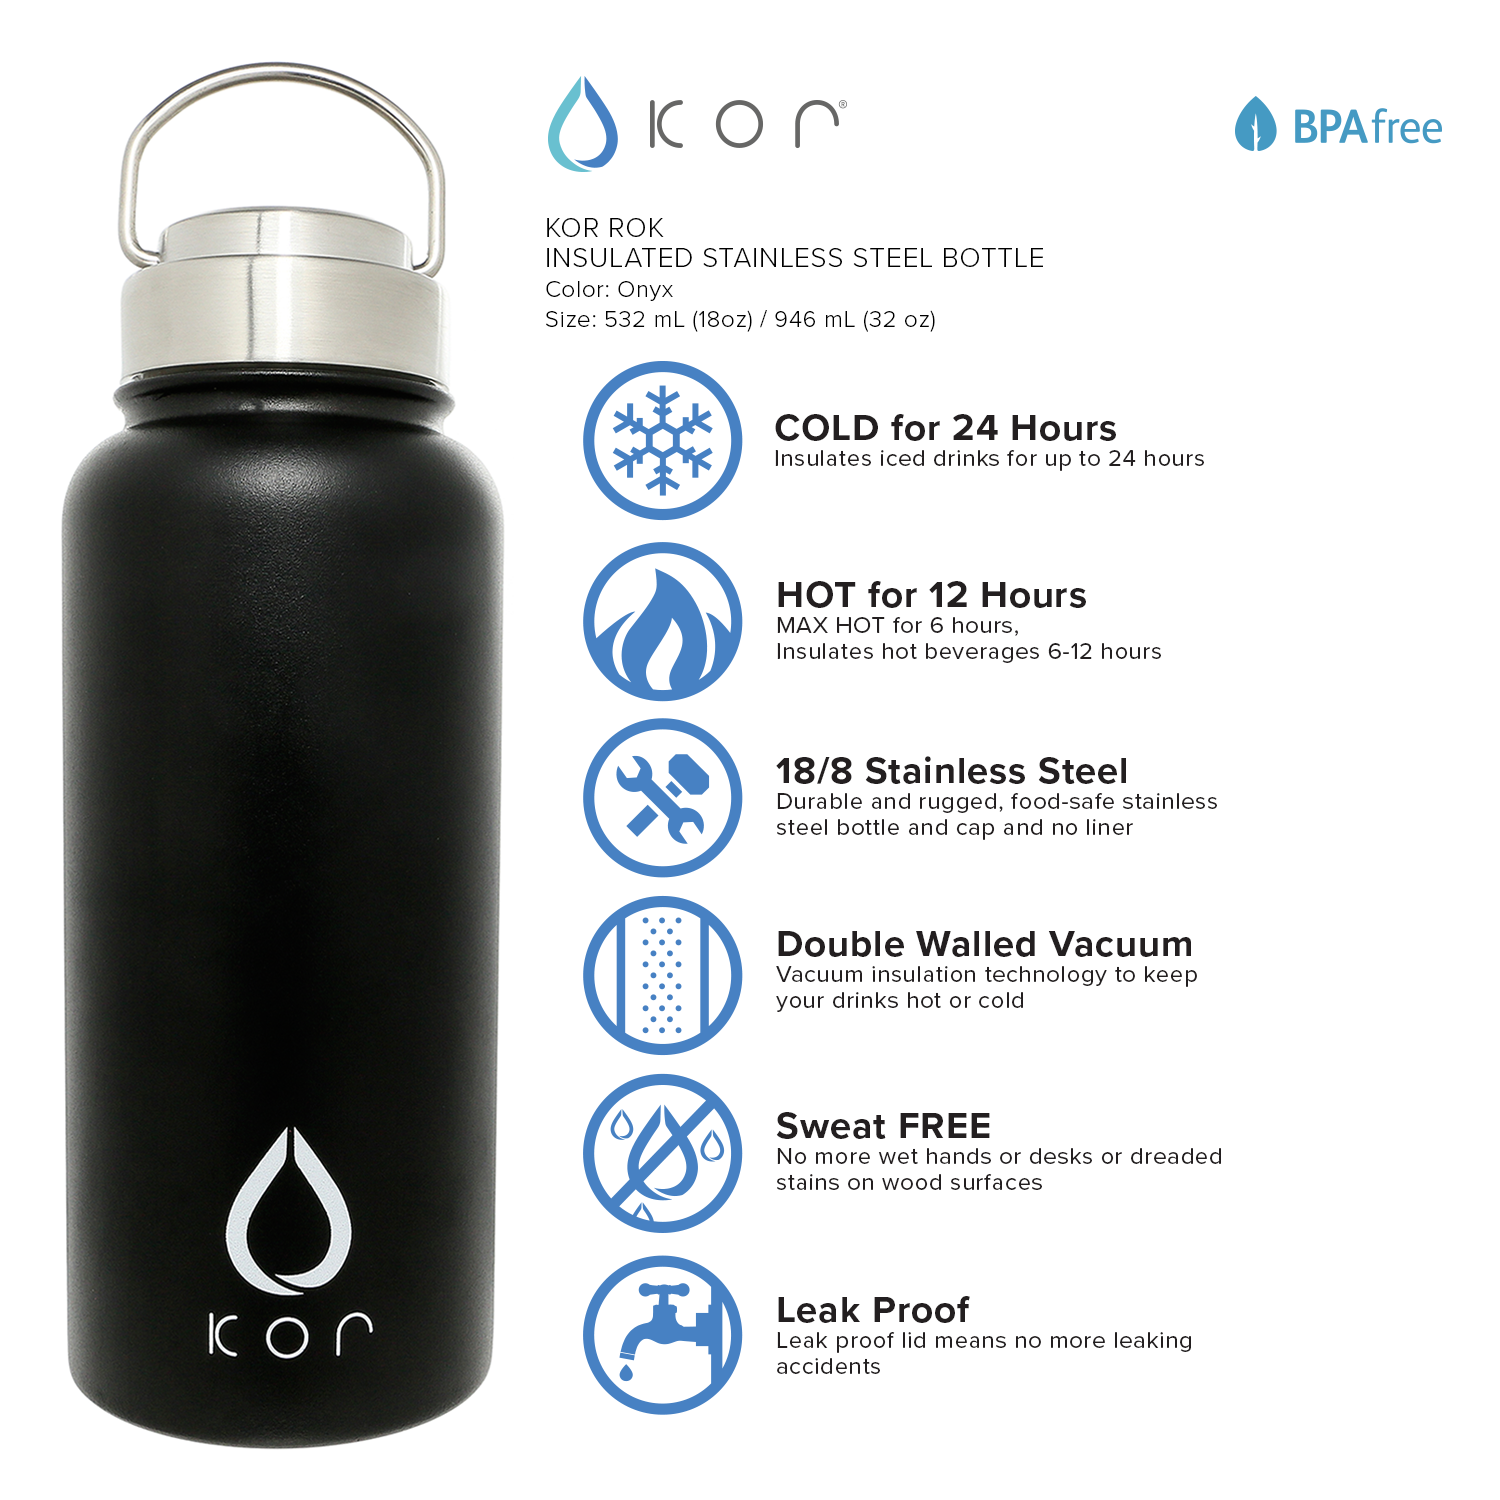 kor®
BPAfree
KOR ROK
INSULATED STAINLESS STEEL BOTTLE
Color: Onyx
Size: 532 mL (18oz) / 946 mL (32 oz)
COLD for 24 Hours
Insulates iced drinks for up to 24 hours
HOT for 12 Hours
MAX HOT for 6 hours,
Insulates hot beverages 6-12 hours
18/8 Stainless Steel
Durable and rugged, food-safe stainless
steel bottle and cap and no liner
Double Walled Vacuum
Vacuum insulation technology to keep
your drinks hot or cold
Sweat FREE
No more wet hands or desks or dreaded
stains on wood surfaces
Leak Proof
Leak proof lid means no more leaking
accidents
kor